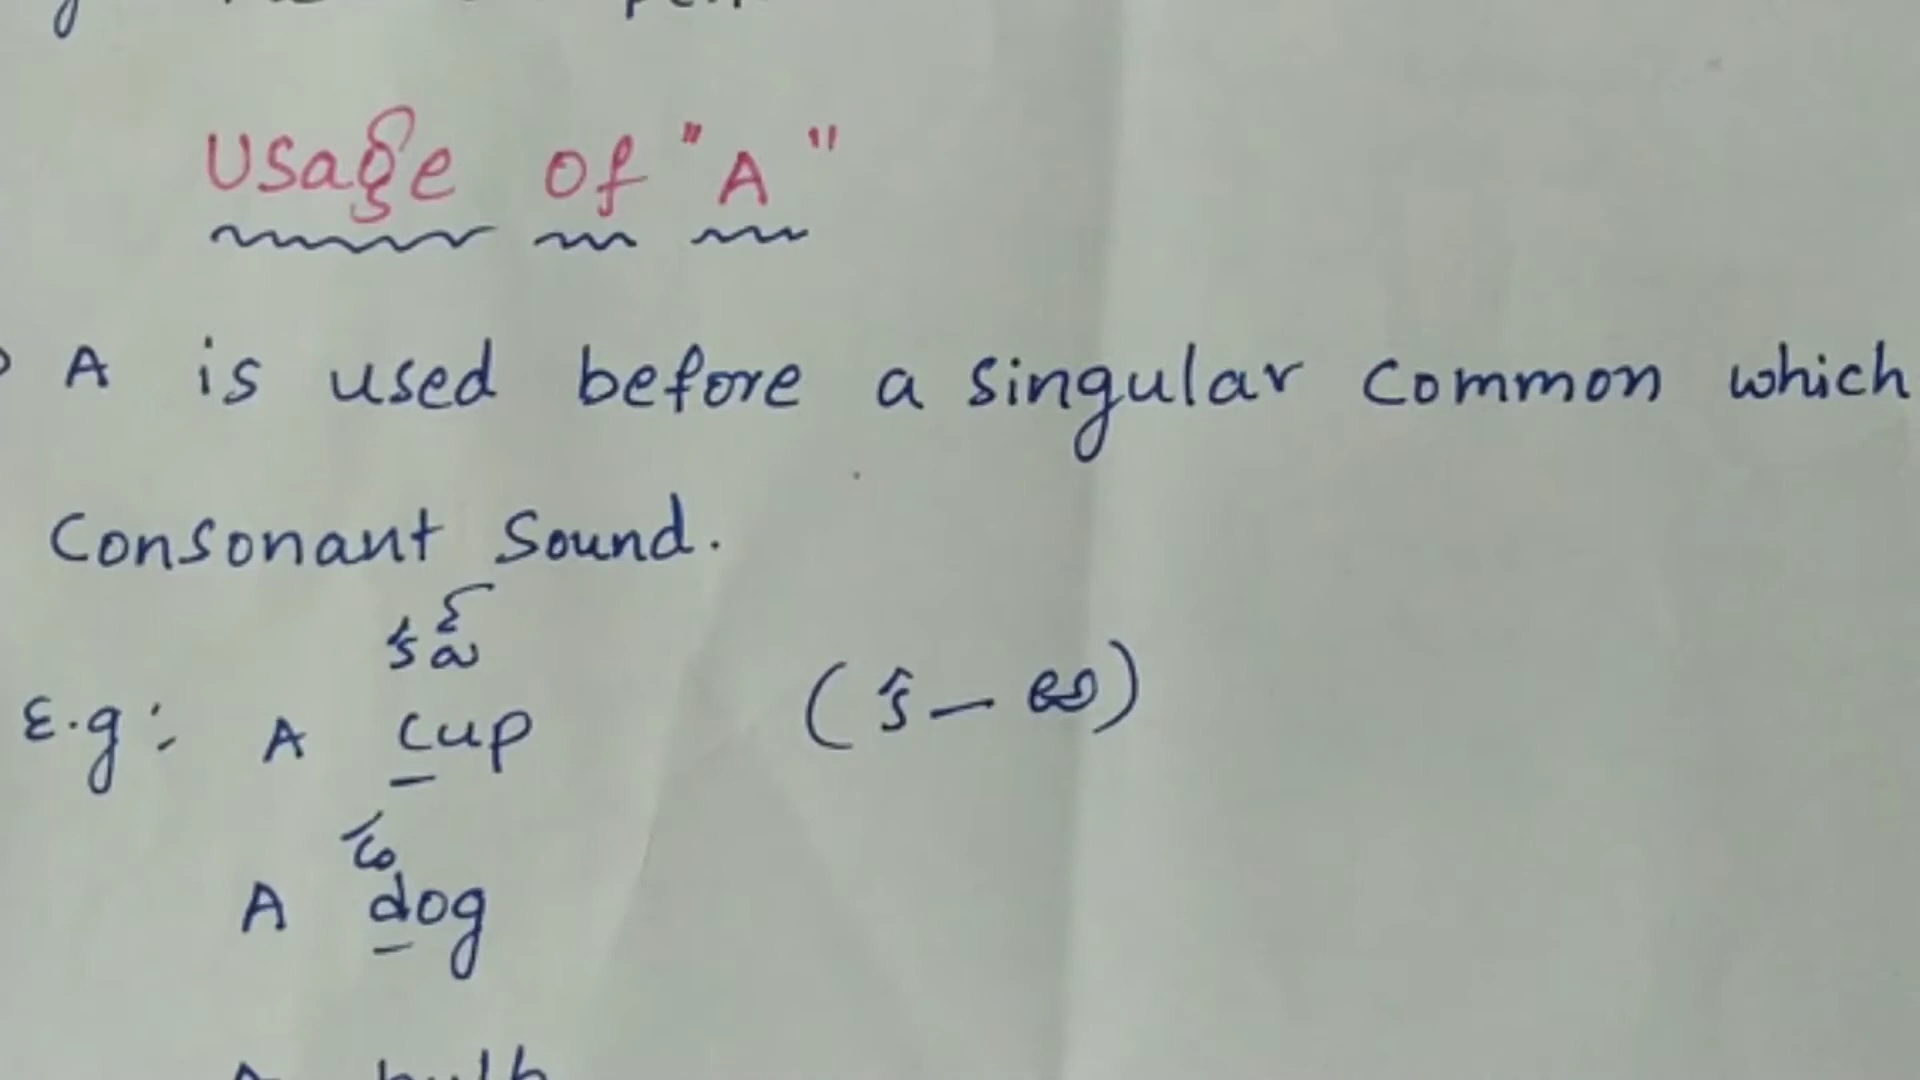 Usage of "A"
A is used before a singular common which
Consonant Sound.
E.g: A cup
A dog